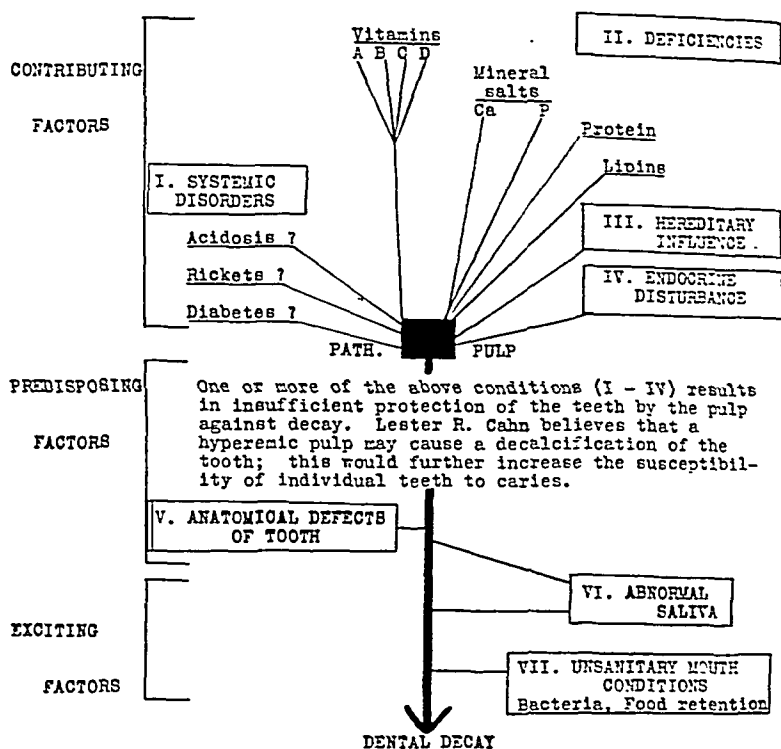 Vitamins
A B C D
II. DEFICIENCIES
CONTRIBUTING
FACTORS
Mineral
salts
Ca P
Protein
Lipins
I. SYSTEMIC
DISORDERS
III. HEREDITARY
INFLUENCE.
Acidosis ?
Rickets ?
IV. ENDOCRINE
DISTURBANCE
Diabetes ?
PATH. PULP
PREDISPOSING
FACTORS
One or more of the above conditions (I - IV) results
in insufficient protection of the teeth by the pulp
against decay. Lester R. Cahn believes that a
hyperemic pulp may cause a decalcification of the
tooth; this would further increase the susceptibil-
ity of individual teeth to caries.
V. ANATOMICAL DEFECTS
OF TOOTH
VI. ABNORMAL
SALIVA
EXCITING
FACTORS
VII. UNSANITARY MOUTH
CONDITIONS
Bacteria, Food retention
DENTAL DECAY